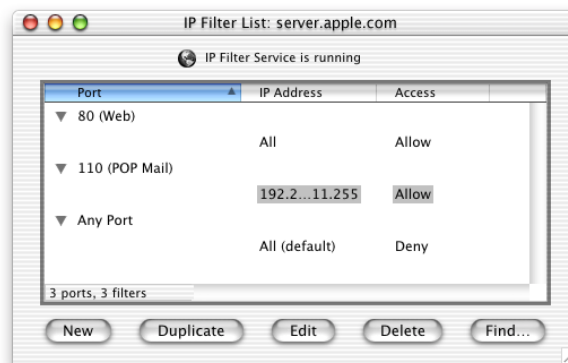 IP Filter List: server.apple.com
IP Filter Service is running
Port IP Address Access
80 (Web)
All Allow
110 (POP Mail)
192.2...11.255 Allow
Any Port
All (default) Deny
3 ports, 3 filters
New Duplicate Edit Delete Find...